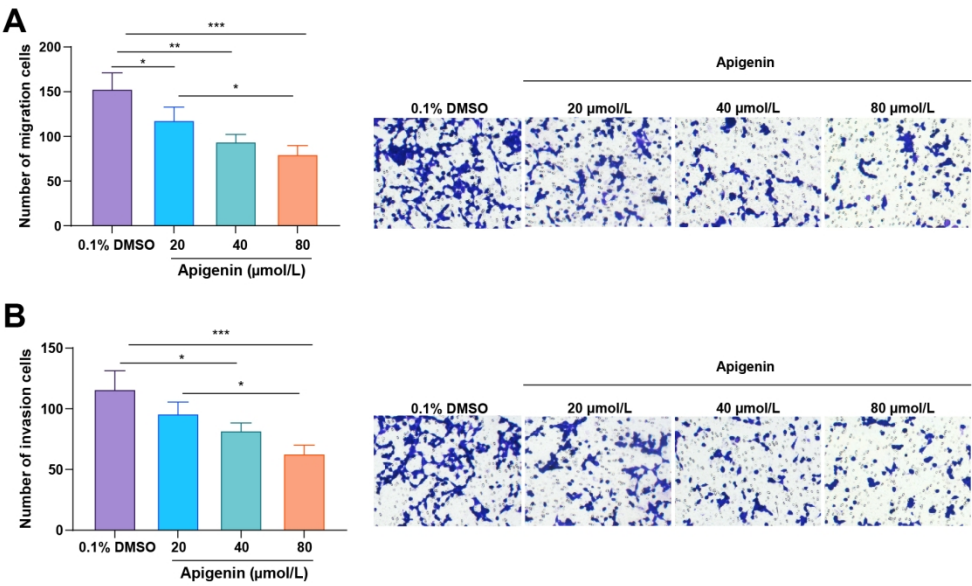 A
Number of migration cells
200
150
100
50
0
***
**
*
*
0.1% DMSO 20 40 80
Apigenin (µmol/L)
Apigenin
0.1% DMSO 20 µmol/L 40 µmol/L 80 µmol/L
B
Number of invasion cells
150
100
50
0
***
*
*
0.1% DMSO 20 40 80
Apigenin (µmol/L)
Apigenin
0.1% DMSO 20 µmol/L 40 µmol/L 80 µmol/L